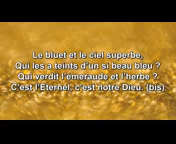 Le bluet et le ciel superbe,
Qui les a teints d'un si beau bleu ?
Qui verdit l'émeraude et l'herbe ?
C'est l'Eternel, c'est notre Dieu. (bis)